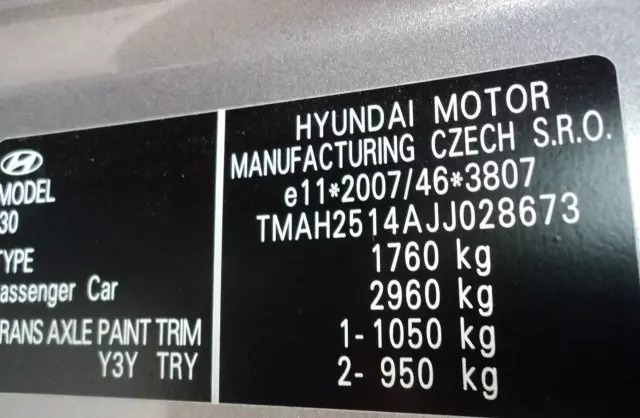 MODEL
30
TYPE
assenger Car
RANS AXLE PAINT TRIM
Y3Y TRY
HYUNDAI MOTOR
MANUFACTURING CZECH S.R.O.
e11*2007/46*3807
TMAH2514AJJ028673
1760 kg
2960 kg
1- 1050 kg
2- 950 kg